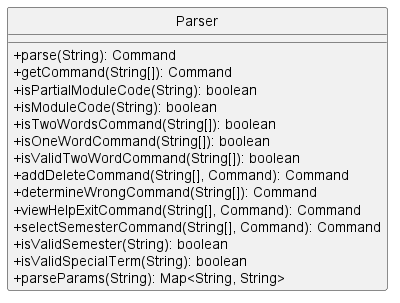 Parser
+parse(String): Command
+getCommand(String[]): Command
+isPartialModuleCode(String): boolean
+isModuleCode(String): boolean
+isTwoWordsCommand(String[]): boolean
+isOneWordCommand(String[]): boolean
+isValidTwoWordCommand(String[]): boolean
+addDeleteCommand(String[], Command): Command
+determineWrongCommand(String[]): Command
+viewHelpExitCommand(String[], Command): Command
+selectSemesterCommand(String[], Command): Command
+isValidSemester(String): boolean
+isValidSpecialTerm(String): boolean
+parseParams(String): Map<String, String>